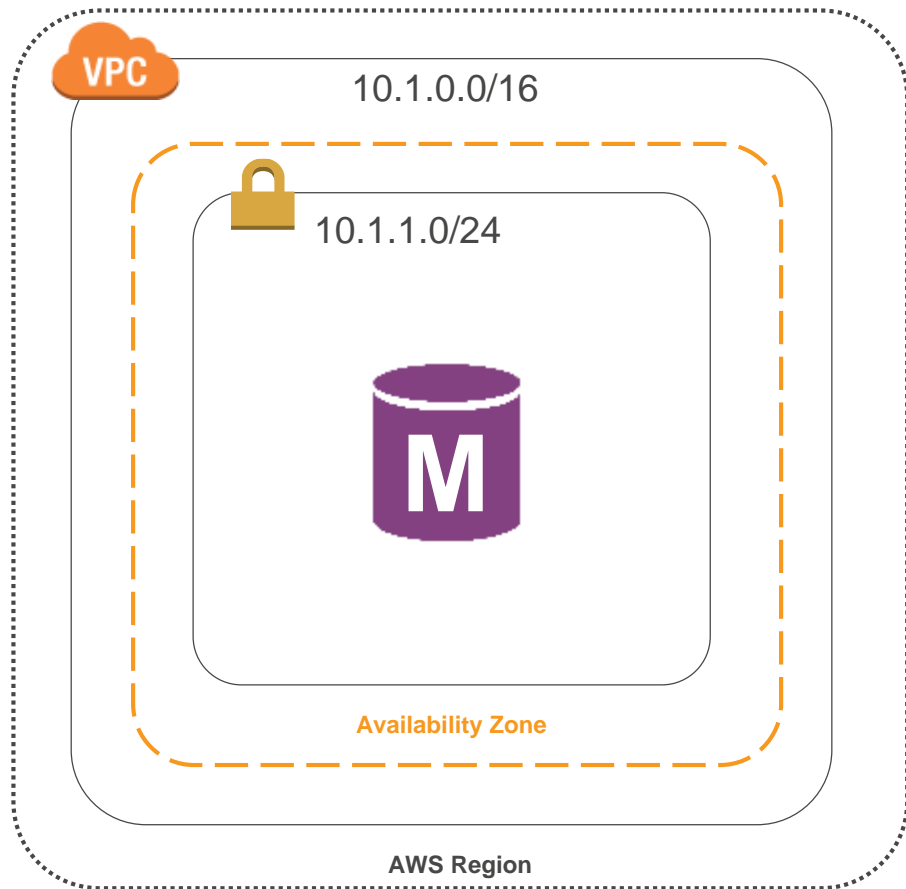 VPC
10.1.0.0/16
10.1.1.0/24
M
Availability Zone
AWS Region